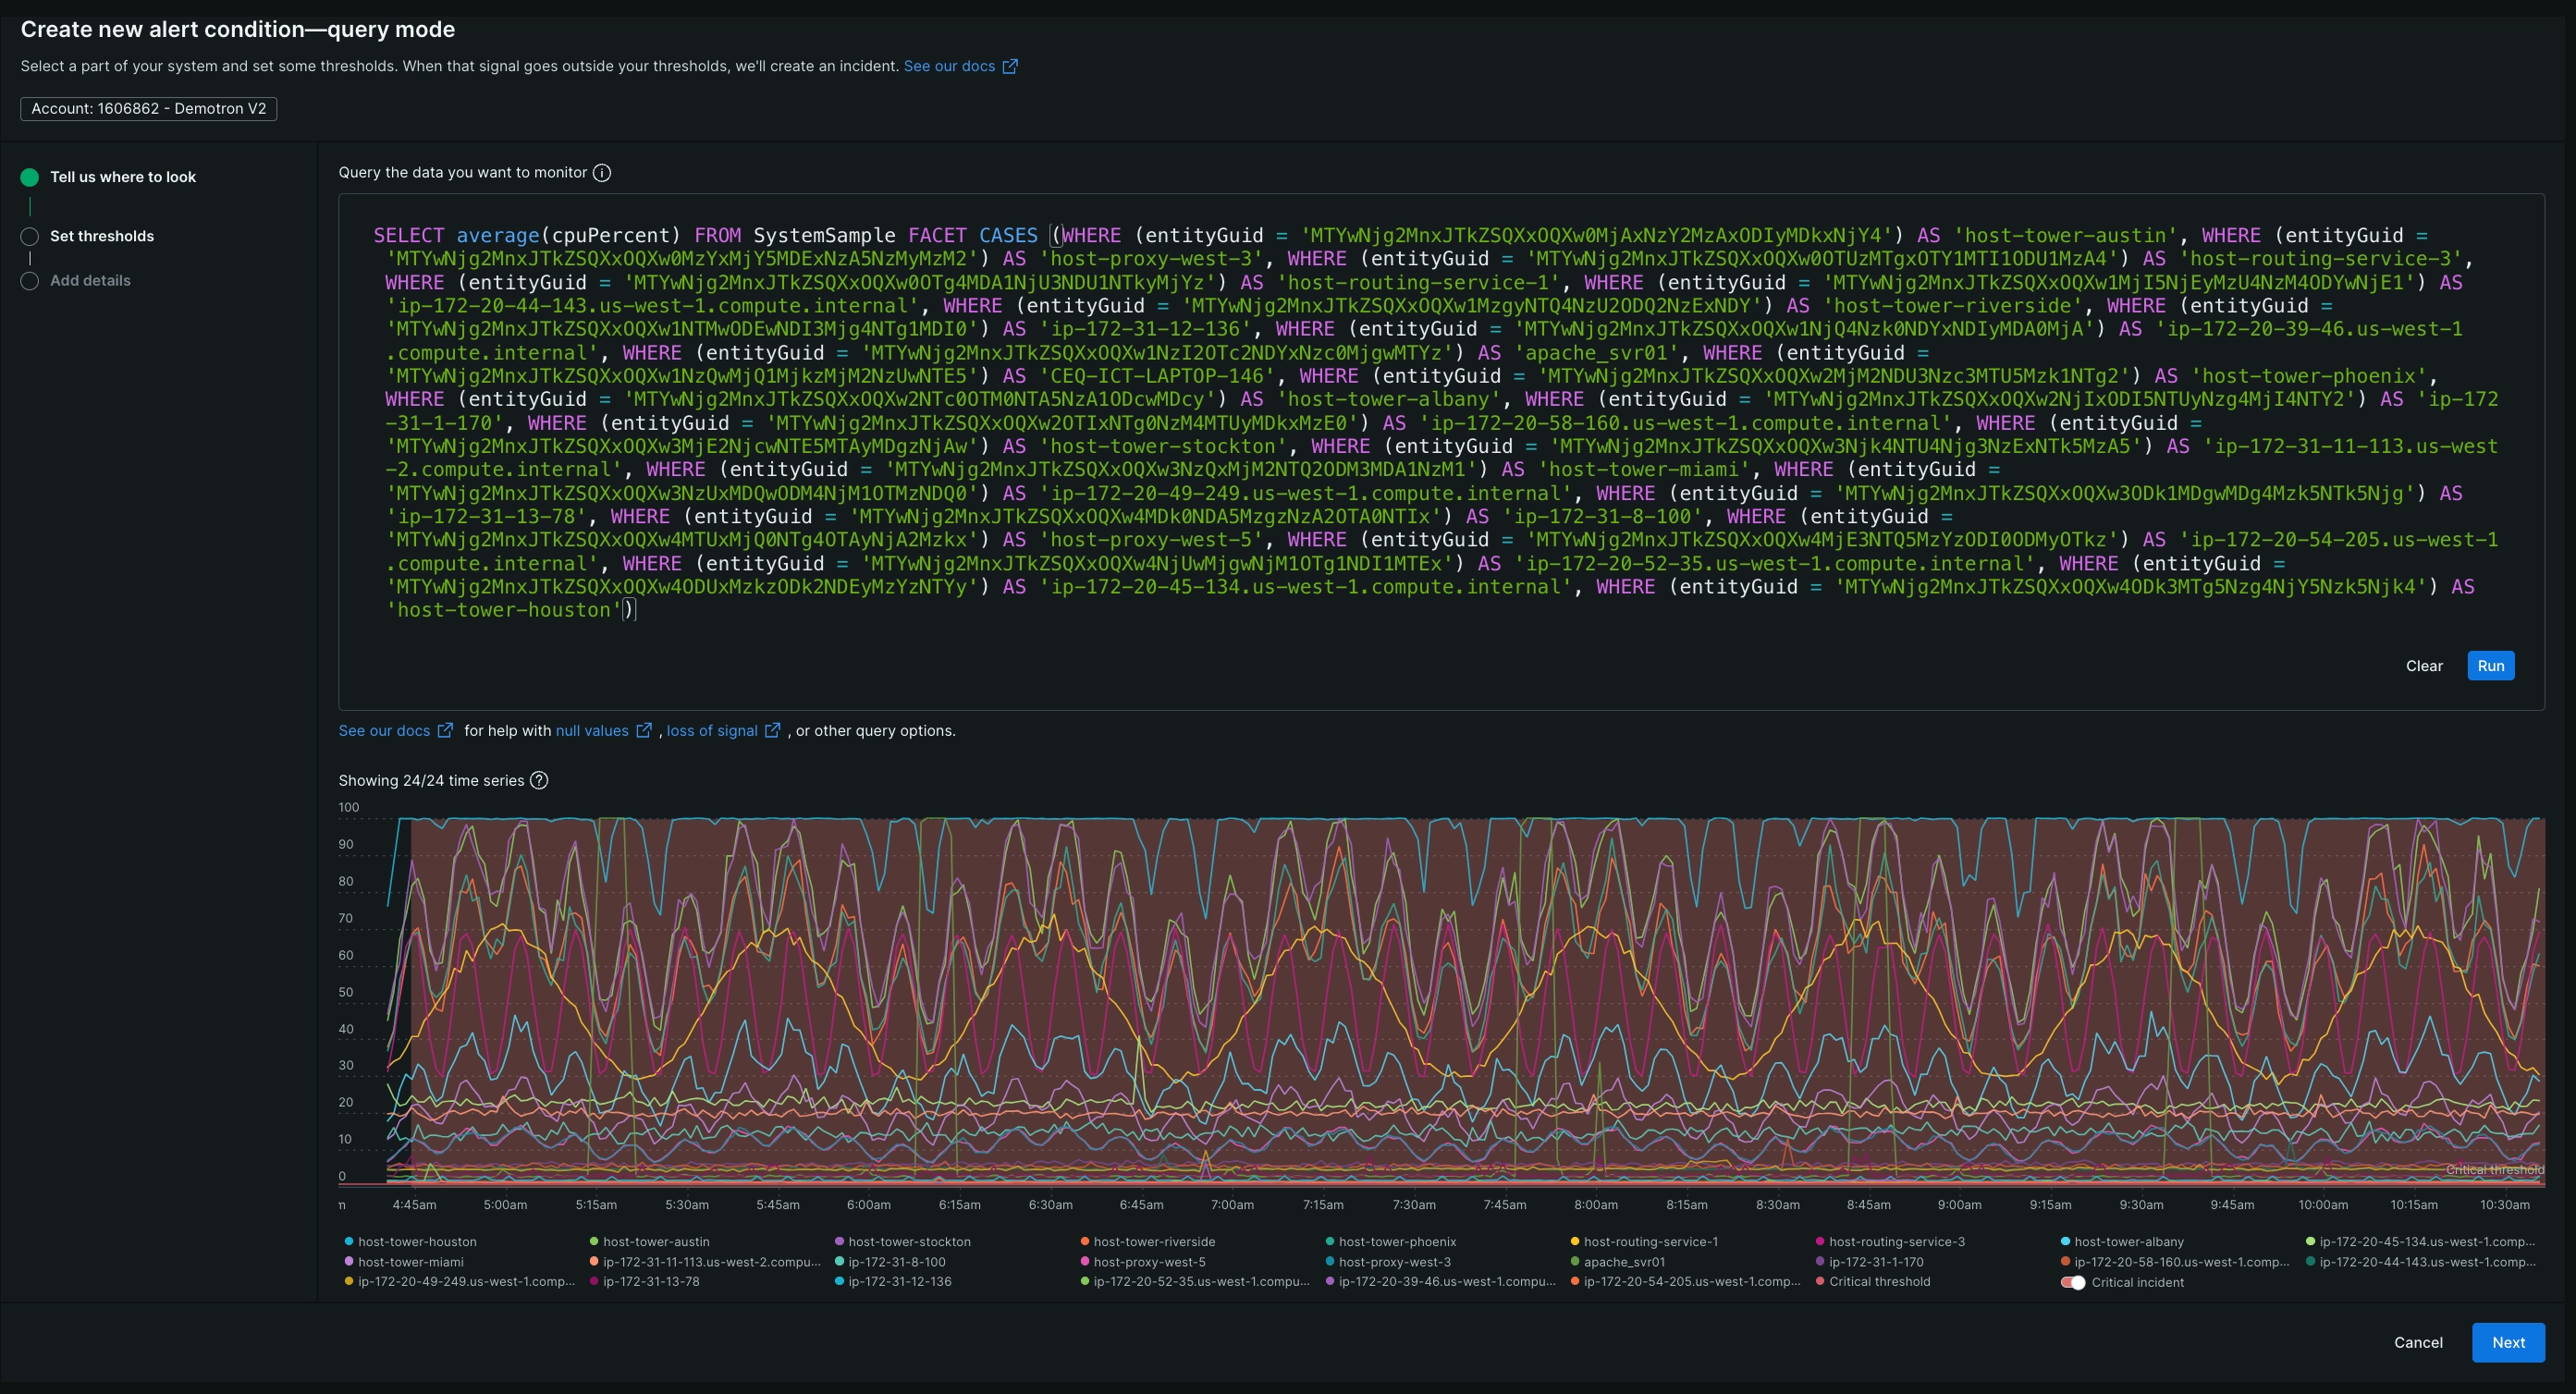 Create new alert condition—query mode
Select a part of your system and set some thresholds. When that signal goes outside your thresholds, we'll create an incident. See our docs
Account: 1606862 - Demotron V2
Tell us where to look
Set thresholds
Add details
Query the data you want to monitor
SELECT average(cpuPercent) FROM SystemSample FACET CASES (WHERE (entityGuid = 'MTYwNjg2MnxJTkZSQXxOQXw0MjAxNzY2MzAxODIyMDkxNjY4') AS 'host-tower-austin', WHERE (entityGuid =
'MTYwNjg2MnxJTkZSQXxOQXw0MzYxMjY5MDExNzA5NzMyMzM2') AS 'host-proxy-west-3', WHERE (entityGuid = 'MTYwNjg2MnxJTkZSQXxOQXw0OTUzMTgxOTY1MTI1ODU1MzA4') AS 'host-routing-service-3',
WHERE (entityGuid = 'MTYwNjg2MnxJTkZSQXxOQXw0OTg4MDA1NjU3NDU1NTkyMjYz') AS 'host-routing-service-1', WHERE (entityGuid = 'MTYwNjg2MnxJTkZSQXxOQXw1MjI5NjEyMzU4NzM4ODYwNjE1') AS
'ip-172-20-44-143.us-west-1.compute.internal', WHERE (entityGuid = 'MTYwNjg2MnxJTkZSQXxOQXw1MzgyNTQ4NzU2ODQ2NzExNDY') AS 'host-tower-riverside', WHERE (entityGuid =
'MTYwNjg2MnxJTkZSQXxOQXw1NTMwODEwNDI3Mjg4NTg1MDI0') AS 'ip-172-31-12-136', WHERE (entityGuid = 'MTYwNjg2MnxJTkZSQXxOQXw1NjQ4Nzk0NDYxNDIyMDA0MjA') AS 'ip-172-20-39-46.us-west-1
.compute.internal', WHERE (entityGuid = 'MTYwNjg2MnxJTkZSQXxOQXw1NzI2OTc2NDYxNzc0MjgwMTYz') AS 'apache_svr01', WHERE (entityGuid =
'MTYwNjg2MnxJTkZSQXxOQXw1NzQwMjQ1MjkzMjM2NzUwNTE5') AS 'CEQ-ICT-LAPTOP-146', WHERE (entityGuid = 'MTYwNjg2MnxJTkZSQXxOQXw2MjM2NDU3Nzc3MTU5Mzk1NTg2') AS 'host-tower-phoenix',
WHERE (entityGuid = 'MTYwNjg2MnxJTkZSQXxOQXw2NTc0OTM0NTA5NzA1ODcwMDcy') AS 'host-tower-albany', WHERE (entityGuid = 'MTYwNjg2MnxJTkZSQXxOQXw2NjIxODI5NTUyNzg4MjI4NTY2') AS 'ip-172
-31-1-170', WHERE (entityGuid = 'MTYwNjg2MnxJTkZSQXxOQXw2OTIxNTg0NzM4MTUyMDkxMzE0') AS 'ip-172-20-58-160.us-west-1.compute.internal', WHERE (entityGuid =
'MTYwNjg2MnxJTkZSQXxOQXw3MjE2NjcwNTE5MTAyMDgzNjAw') AS 'host-tower-stockton', WHERE (entityGuid = 'MTYwNjg2MnxJTkZSQXxOQXw3Njk4NTU4Njg3NzExNTk5MzA5') AS 'ip-172-31-11-113.us-west
-2.compute.internal', WHERE (entityGuid = 'MTYwNjg2MnxJTkZSQXxOQXw3NzQxMjM2NTQ2ODM3MDA1NzM1') AS 'host-tower-miami', WHERE (entityGuid =
'MTYwNjg2MnxJTkZSQXxOQXw3NzUxMDQwODM4NjM1OTMzNDQ0') AS 'ip-172-20-49-249.us-west-1.compute.internal', WHERE (entityGuid = 'MTYwNjg2MnxJTkZSQXxOQXw3ODk1MDgwMDg4Mzk5NTk5Njg') AS
'ip-172-31-13-78', WHERE (entityGuid = 'MTYwNjg2MnxJTkZSQXxOQXw4MDk0NDA5MzgzNzA2OTA0NTIx') AS 'ip-172-31-8-100', WHERE (entityGuid =
'MTYwNjg2MnxJTkZSQXxOQXw4MTUxMjQ0NTg4OTAyNjA2Mzkx') AS 'host-proxy-west-5', WHERE (entityGuid = 'MTYwNjg2MnxJTkZSQXxOQXw4MjE3NTQ5MzYzODI0ODMyOTkz') AS 'ip-172-20-54-205.us-west-1
.compute.internal', WHERE (entityGuid = 'MTYwNjg2MnxJTkZSQXxOQXw4NjUwMjgwNjM1OTg1NDI1MTEx') AS 'ip-172-20-52-35.us-west-1.compute.internal', WHERE (entityGuid =
'MTYwNjg2MnxJTkZSQXxOQXw4ODUxMzkzODk2NDEyMzYzNTYy') AS 'ip-172-20-45-134.us-west-1.compute.internal', WHERE (entityGuid = 'MTYwNjg2MnxJTkZSQXxOQXw4ODk3MTg5Nzg4NjY5Nzk5Njk4') AS
'host-tower-houston')
Clear Run
See our docs for help with null values , loss of signal , or other query options.
Showing 24/24 time series
100
90
80
70
60
50
40
30
20
10
0
Critical threshold
m 4:45am 5:00am 5:15am 5:30am 5:45am 6:00am 6:15am 6:30am 6:45am 7:00am 7:15am 7:30am 7:45am 8:00am 8:15am 8:30am 8:45am 9:00am 9:15am 9:30am 9:45am 10:00am 10:15am 10:30am
host-tower-houston host-tower-austin host-tower-stockton host-tower-riverside host-tower-phoenix host-routing-service-1 host-routing-service-3 host-tower-albany ip-172-20-45-134.us-west-1.comp...
host-tower-miami ip-172-31-11-113.us-west-2.compu... ip-172-31-8-100 host-proxy-west-5 host-proxy-west-3 apache_svr01 ip-172-31-1-170 ip-172-20-58-160.us-west-1.comp... ip-172-20-44-143.us-west-1.comp...
ip-172-20-49-249.us-west-1.comp... ip-172-31-13-78 ip-172-31-12-136 ip-172-20-52-35.us-west-1.compu... ip-172-20-39-46.us-west-1.compu... ip-172-20-54-205.us-west-1.comp... Critical threshold Critical incident
Cancel Next